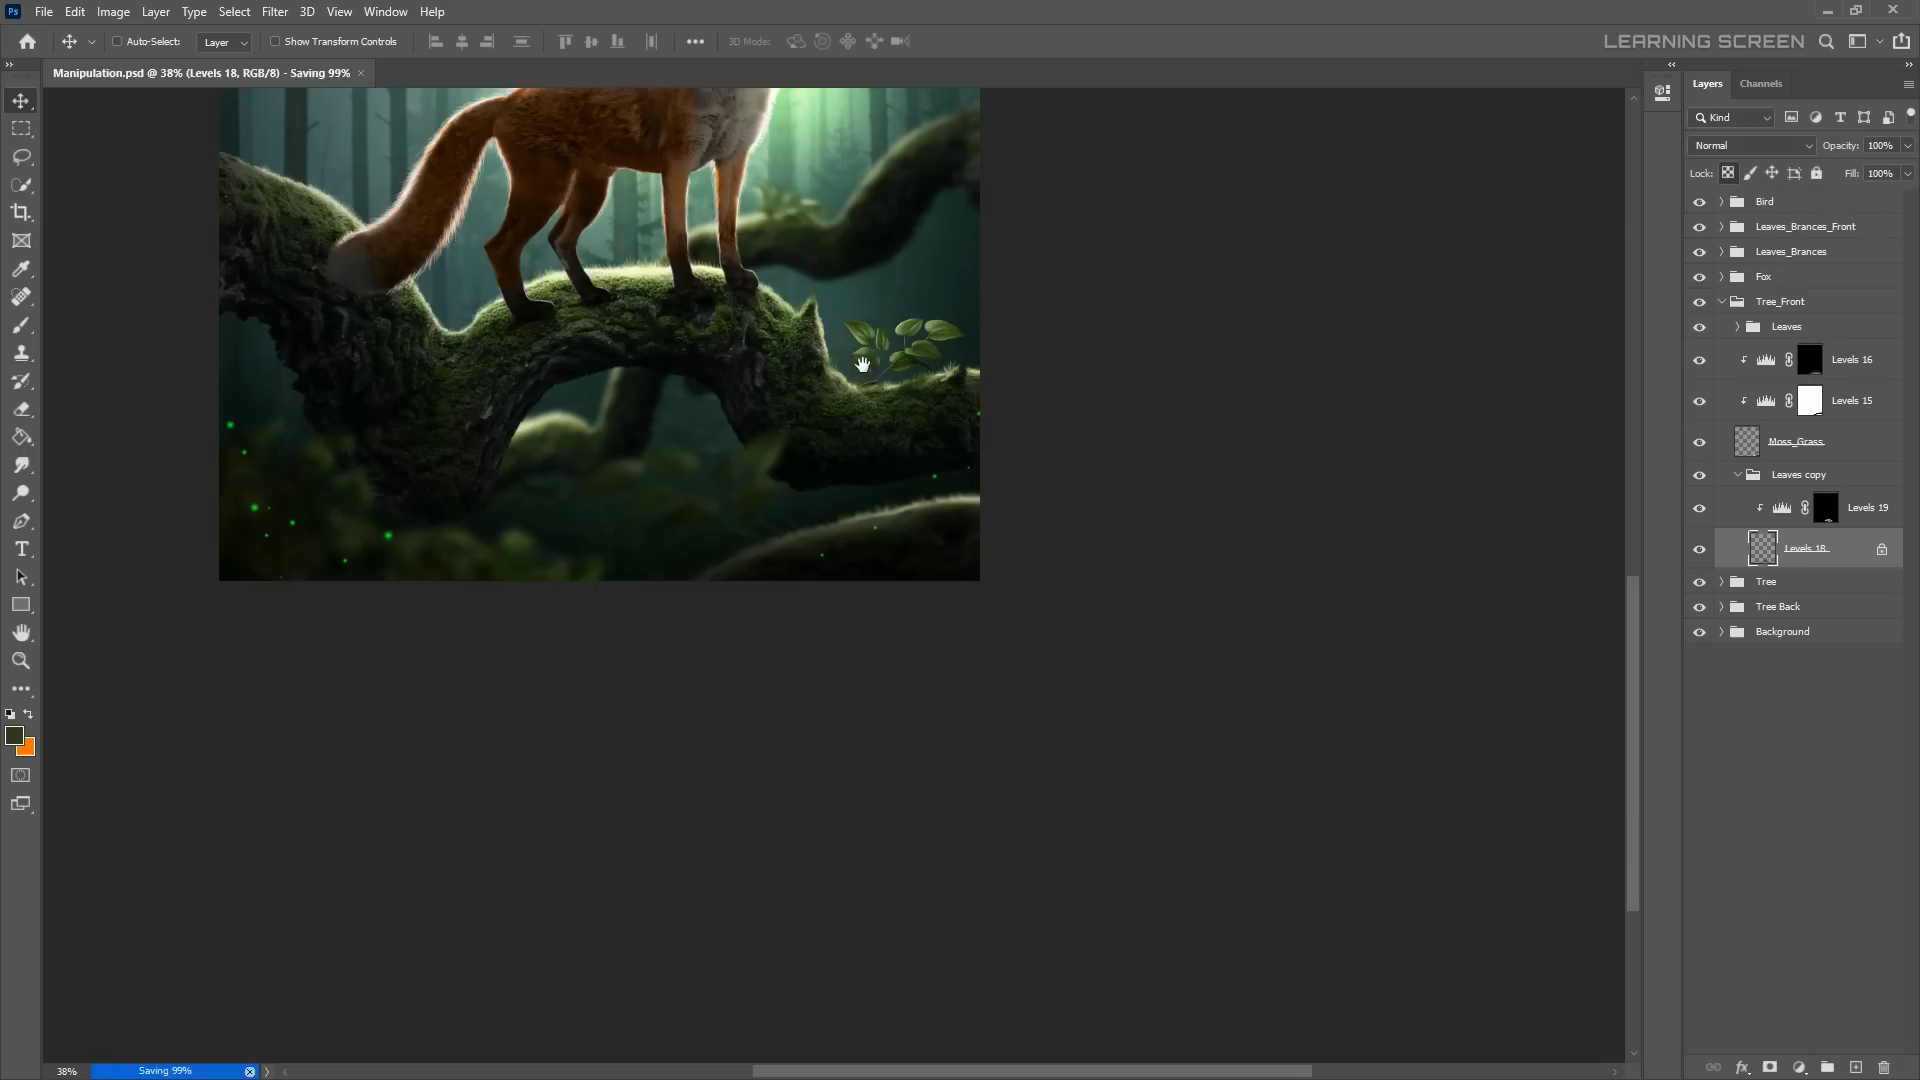 Ps File Edit Image Layer Type Select Filter 3D View Window Help
Auto-Select: Layer Show Transform Controls 3D Mode: LEARNING SCREEN
Manipulation.psd @ 38% (Levels 18, RGB/8) - Saving 99%
Layers Channels
Kind
Normal Opacity: 100%
Lock: Fill: 100%
Bird
Leaves_Brances_Front
Leaves_Brances
Fox
Tree_Front
Leaves
Levels 16
Levels 15
Moss_Grass
Leaves copy
Levels 19
Levels 18
Tree
Tree Back
Background
38% Saving 99%
fx